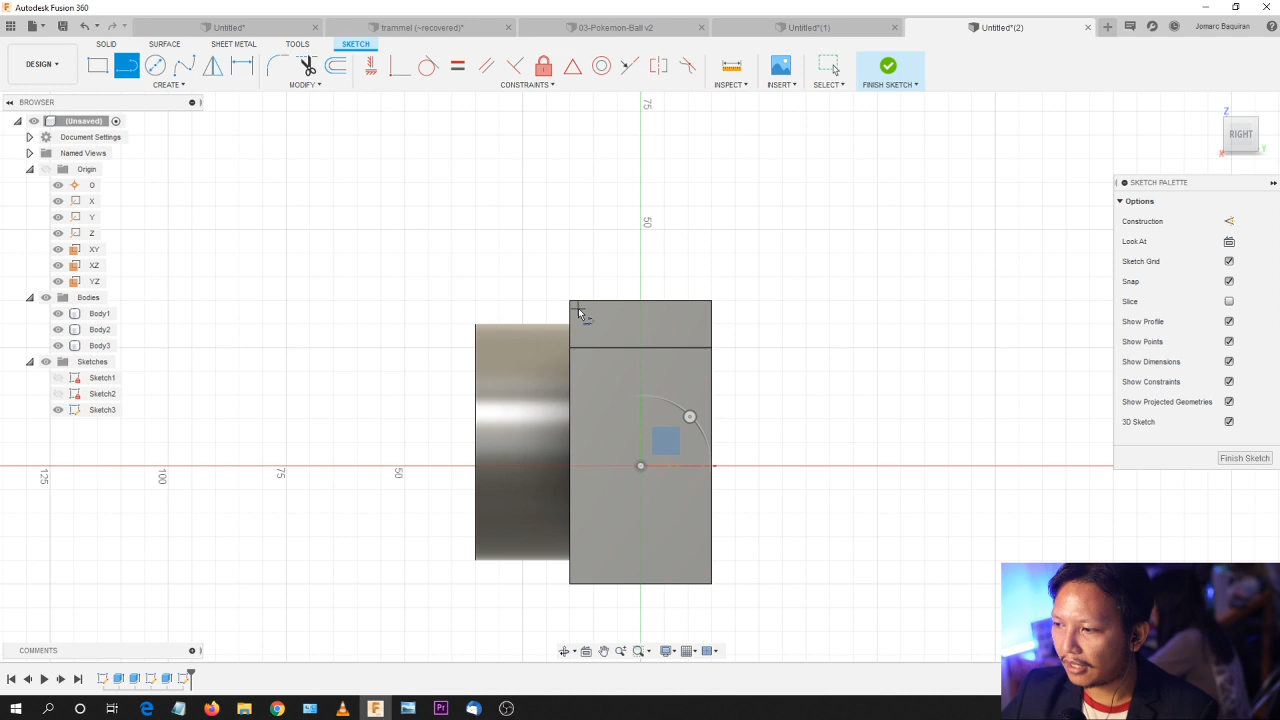 Autodesk Fusion 360
Untitled*
trammel (~recovered)*
03-Pokemon-Ball v2
Untitled*(1)
Untitled*(2)
Jomarc Baquiran
DESIGN
SOLID
SURFACE
SHEET METAL
TOOLS
SKETCH
CREATE
MODIFY
CONSTRAINTS
INSPECT
INSERT
SELECT
FINISH SKETCH
BROWSER
(Unsaved)
Document Settings
Named Views
Origin
O
X
Y
Z
XY
XZ
YZ
Bodies
Body1
Body2
Body3
Sketches
Sketch1
Sketch2
Sketch3
75
50
125
100
75
50
Z
RIGHT
X
Y
SKETCH PALETTE
Options
Construction
Look At
Sketch Grid
Snap
Slice
Show Profile
Show Points
Show Dimensions
Show Constraints
Show Projected Geometries
3D Sketch
Finish Sketch
COMMENTS